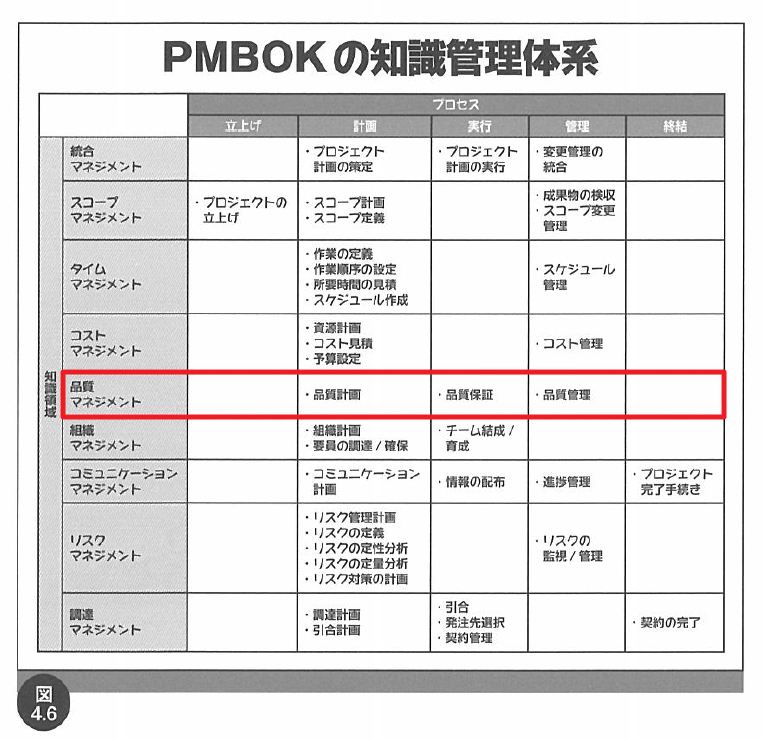 PMBOKの知識管理体系
プロセス
立上げ 計画 実行 管理 終結
知識領域
統合
マネジメント
・プロジェクト
計画の策定
・プロジェクト
計画の実行
・変更管理の
統合
スコープ
マネジメント
・プロジェクトの
立上げ
・スコープ計画
・スコープ定義
・成果物の検収
・スコープ変更
管理
タイム
マネジメント
・作業の定義
・作業順序の設定
・所要時間の見積
・スケジュール作成
・スケジュール
管理
コスト
マネジメント
・資源計画
・コスト見積
・予算設定
・コスト管理
品質
マネジメント
・品質計画
・品質保証
・品質管理
組織
マネジメント
・組織計画
・要員の調達/確保
・チーム結成/
育成
コミュニケーション
マネジメント
・コミュニケーション
計画
・情報の配布
・進捗管理
・プロジェクト
完了手続き
リスク
マネジメント
・リスク管理計画
・リスクの定義
・リスクの定性分析
・リスクの定量分析
・リスク対策の計画
・リスクの
監視/管理
調達
マネジメント
・調達計画
・引合計画
・引合
・発注先選択
・契約管理
・契約の完了
図
4.6